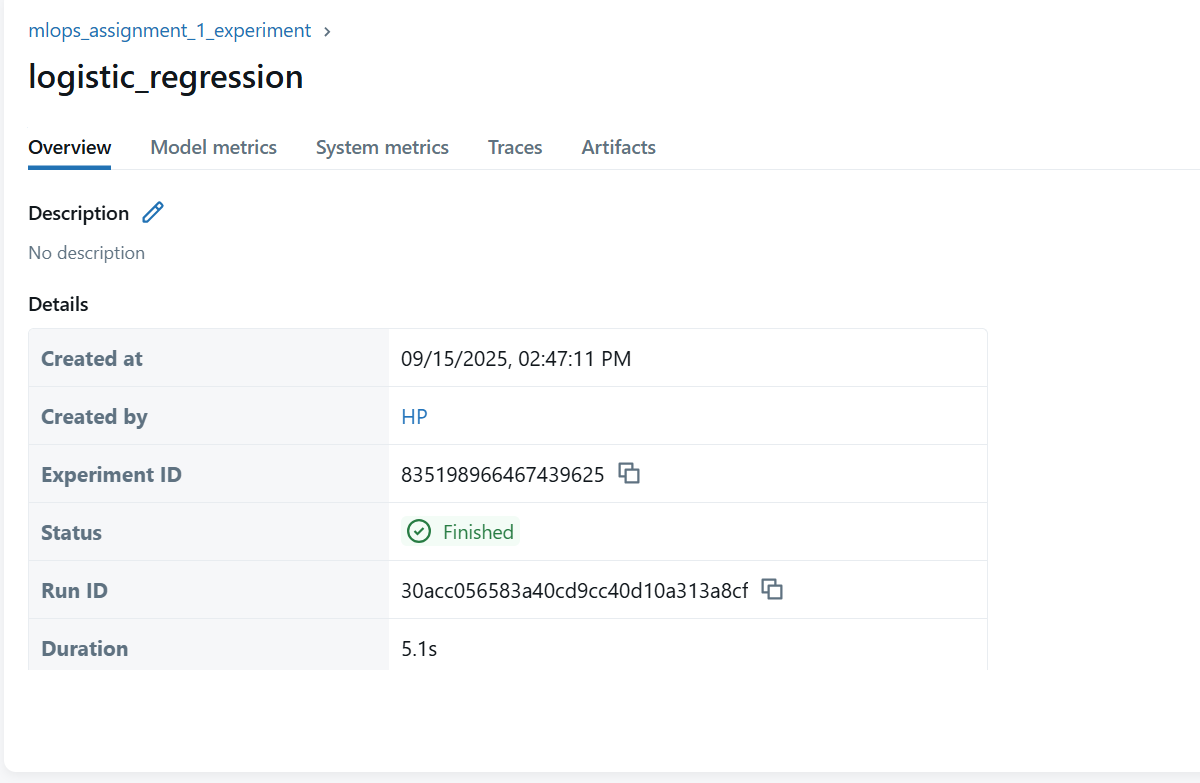 mlops_assignment_1_experiment ›
logistic_regression
Overview Model metrics System metrics Traces Artifacts
Description
No description
Details
Created at 09/15/2025, 02:47:11 PM
Created by HP
Experiment ID 835198966467439625
Status Finished
Run ID 30acc056583a40cd9cc40d10a313a8cf
Duration 5.1s